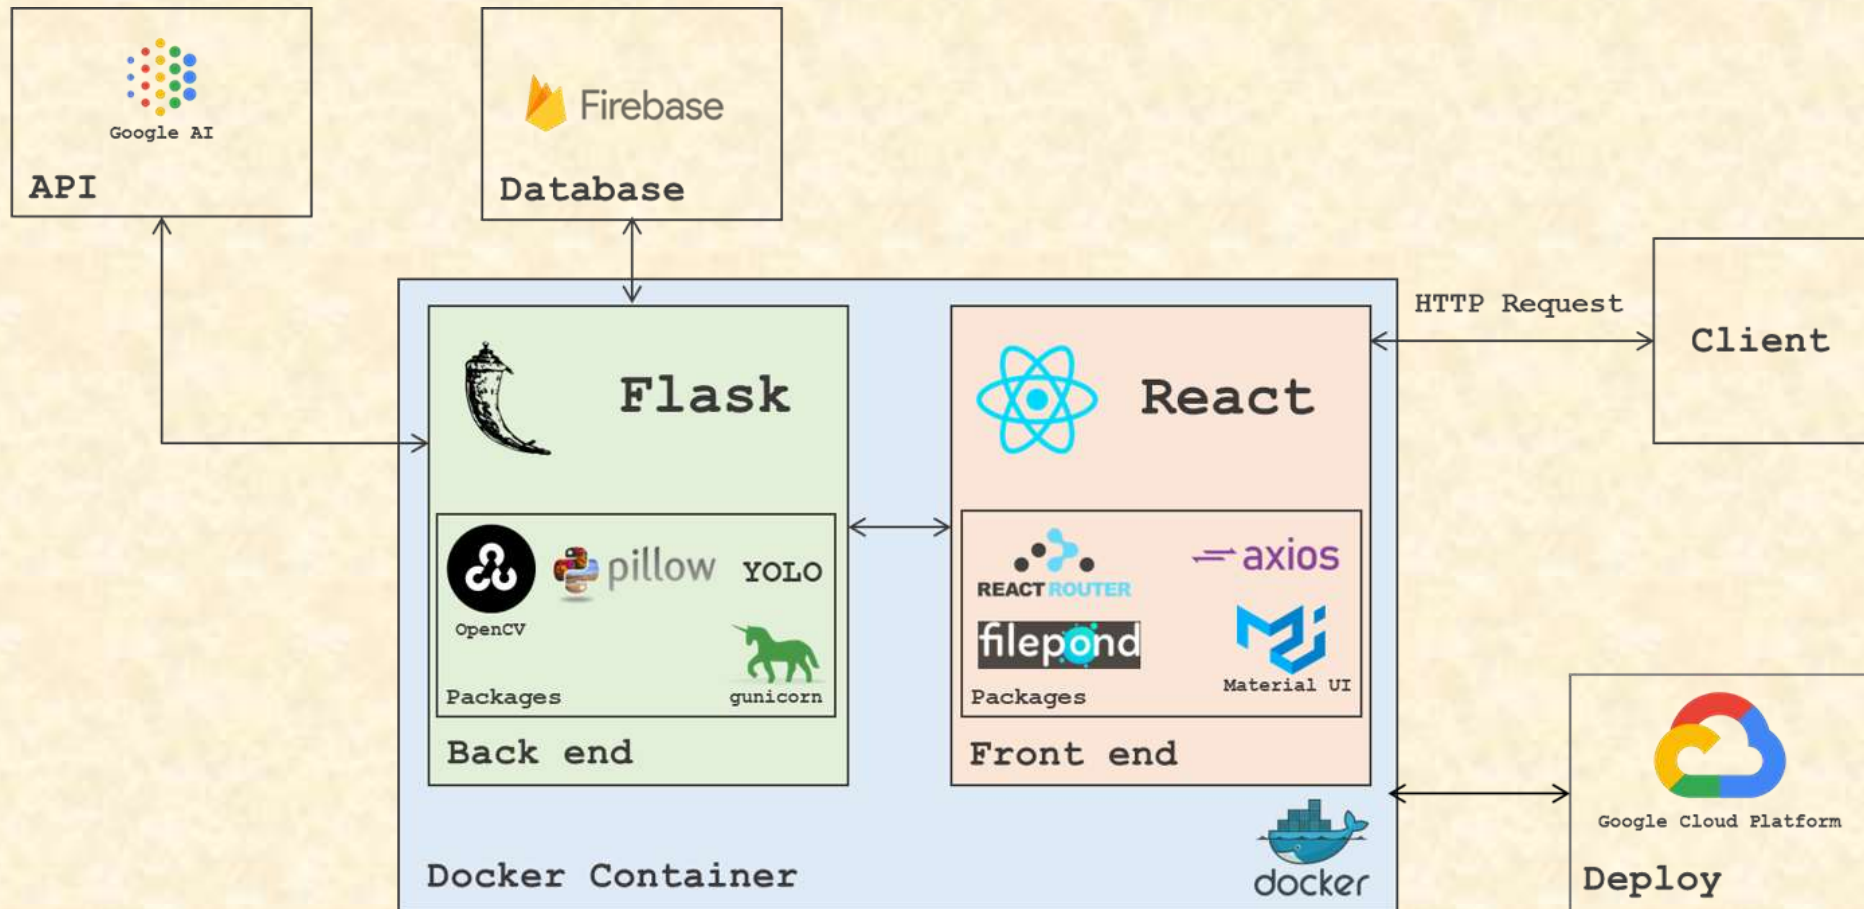 Google AI
API
Firebase
Database
HTTP Request
Client
Flask
React
OpenCV
pillow
YOLO
gunicorn
Packages
Back end
REACT ROUTER
axios
filepond
Material UI
Packages
Front end
Docker Container
docker
Google Cloud Platform
Deploy